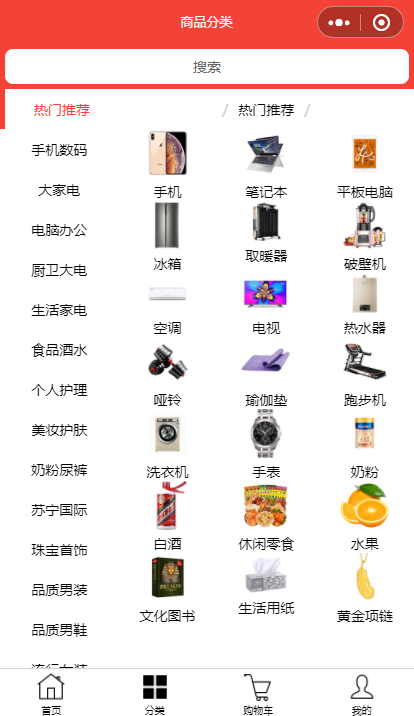 商品分类
搜索
热门推荐
手机数码
大家电
电脑办公
厨卫大电
生活家电
食品酒水
个人护理
美妆护肤
奶粉尿裤
苏宁国际
珠宝首饰
品质男装
品质男鞋
流行女装
/ 热门推荐 /
手机 笔记本 平板电脑
冰箱 取暖器 破壁机
空调 电视 热水器
哑铃 瑜伽垫 跑步机
洗衣机 手表 奶粉
白酒 休闲零食 水果
文化图书 生活用纸 黄金项链
首页 分类 购物车 我的